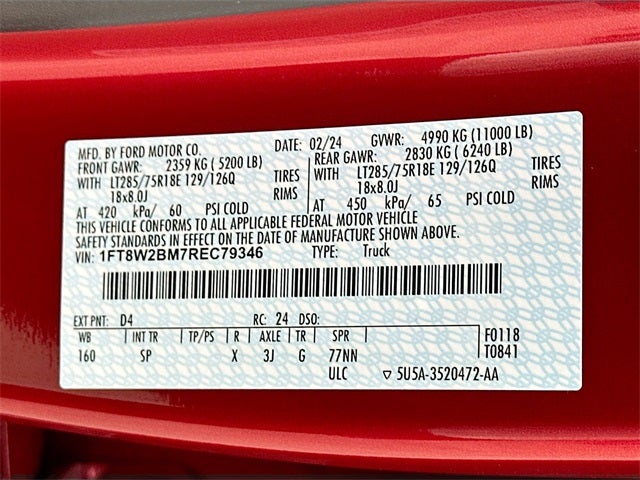 MFD. BY FORD MOTOR CO. DATE: 02/24 GVWR: 4990 KG (11000 LB)
FRONT GAWR: 2359 KG ( 5200 LB) REAR GAWR: 2830 KG ( 6240 LB)
WITH LT285/75R18E 129/126Q TIRES WITH LT285/75R18E 129/126Q TIRES
18x8.0J RIMS 18x8.0J RIMS
AT 420 kPa/ 60 PSI COLD AT 450 kPa/ 65 PSI COLD
THIS VEHICLE CONFORMS TO ALL APPLICABLE FEDERAL MOTOR VEHICLE
SAFETY STANDARDS IN EFFECT ON THE DATE OF MANUFACTURE SHOWN ABOVE.
VIN: 1FT8W2BM7REC79346 TYPE: Truck
EXT PNT: D4 RC: 24 DSO:
WB INT TR TP/PS R AXLE TR SPR F0118
160 SP X 3J G 77NN T0841
ULC ▽ 5U5A-3520472-AA